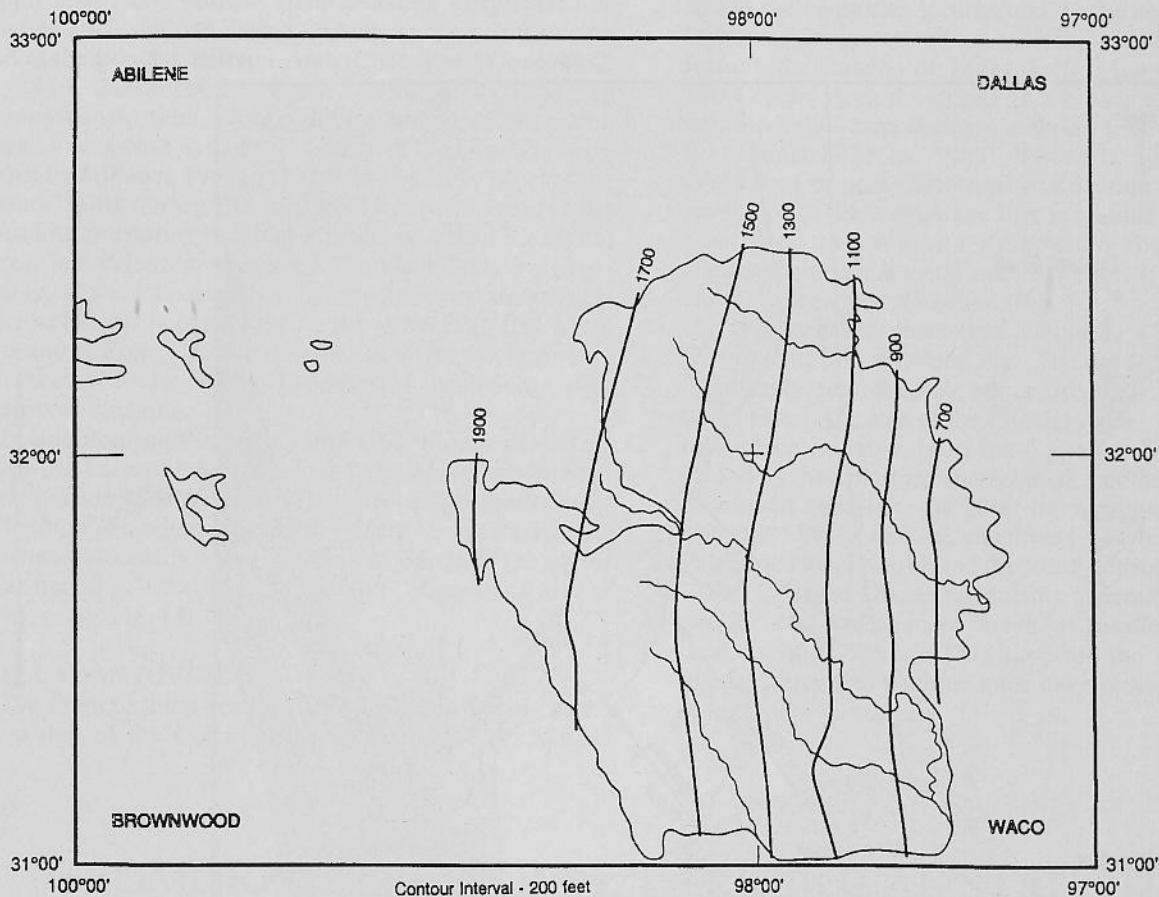 100°00' 98°00' 97°00'
33°00' 33°00'
ABILENE DALLAS
1700 1500 1300 1100
900
700
1900
32°00' 32°00'
BROWNWOOD WACO
31°00' 31°00'
100°00' Contour Interval - 200 feet 98°00' 97°00'